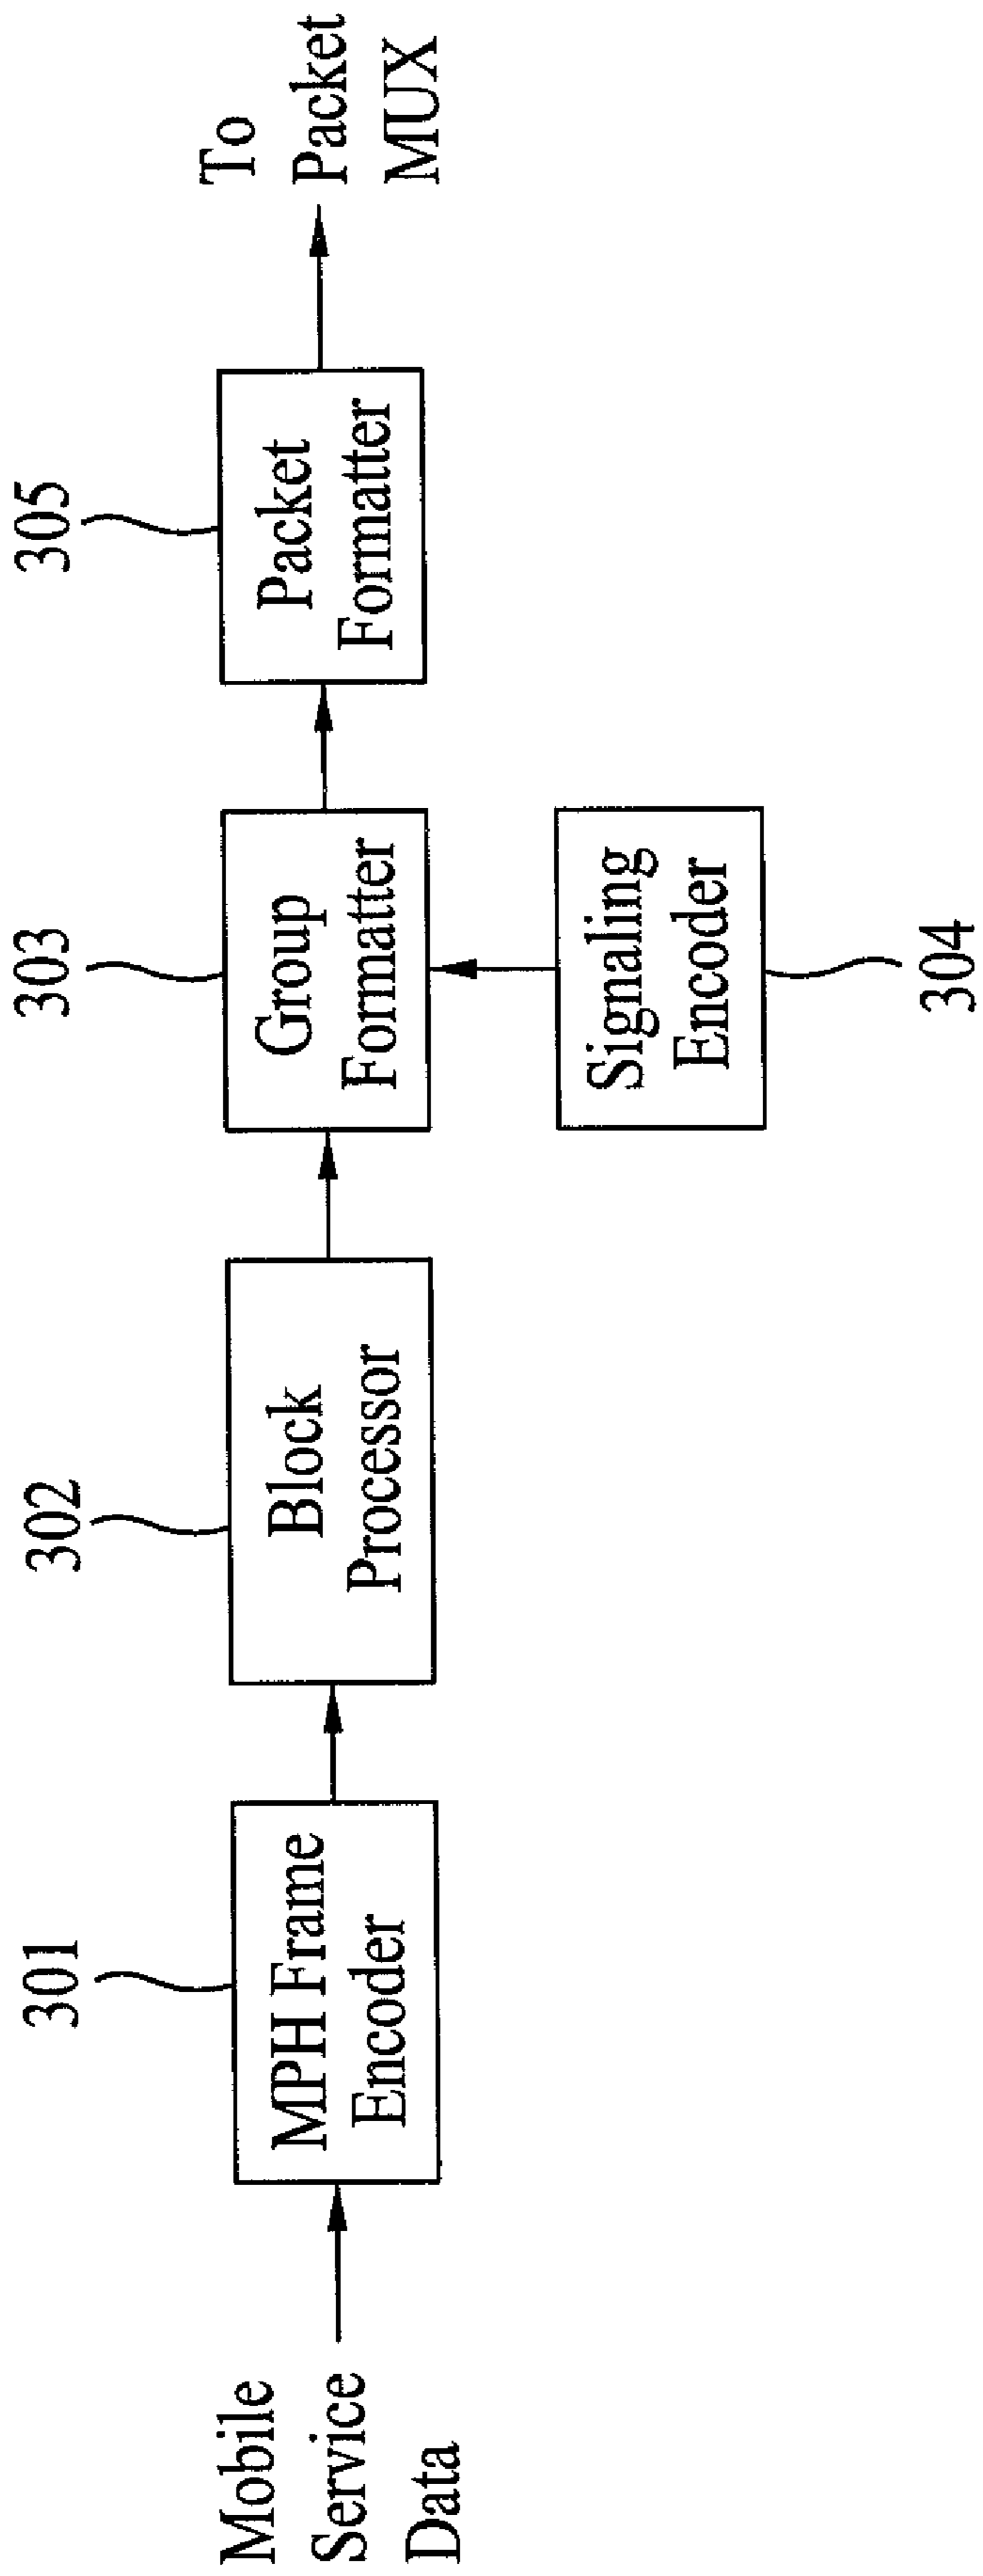 301
302
303
305
Mobile
Service
Data
MPH Frame
Encoder
Block
Processor
Group
Formatter
Packet
Formatter
To
Packet
MUX
Signaling
Encoder
304